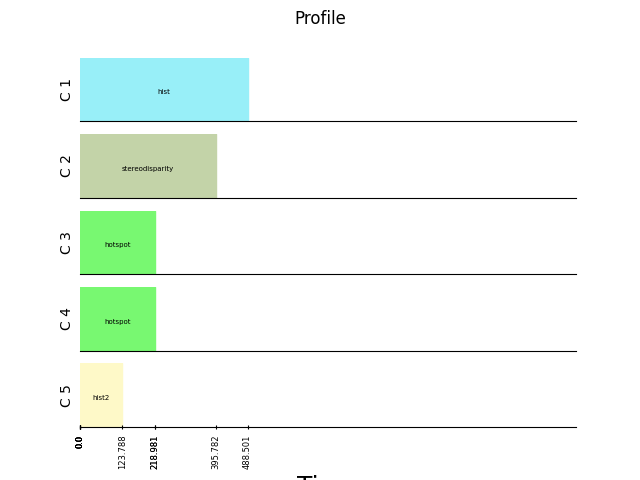 Profile
C 1
hist
C 2
stereodisparity
C 3
hotspot
C 4
hotspot
C 5
hist2
0.0
123.788
218.981
395.782
488.501